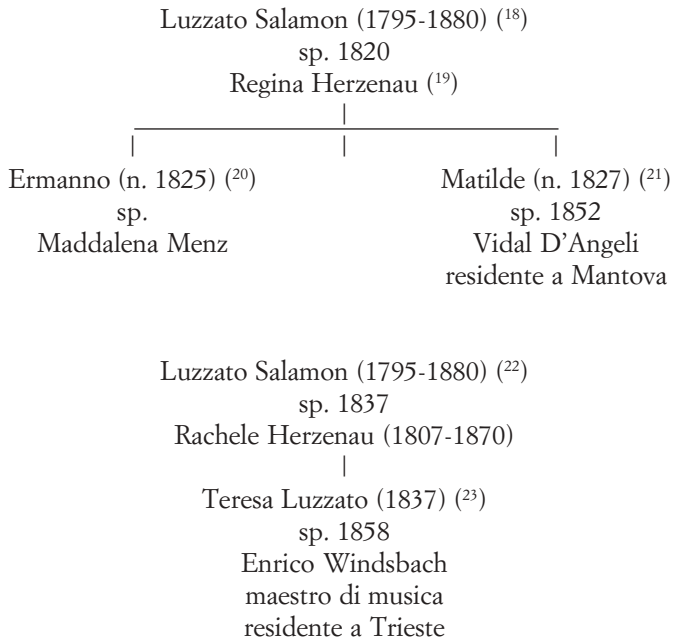 Luzzato Salamon (1795-1880) (18)
sp. 1820
Regina Herzenau (19)
Ermanno (n. 1825) (20)
sp.
Maddalena Menz
Matilde (n. 1827) (21)
sp. 1852
Vidal D’Angeli
residente a Mantova
Luzzato Salamon (1795-1880) (22)
sp. 1837
Rachele Herzenau (1807-1870)
Teresa Luzzato (1837) (23)
sp. 1858
Enrico Windsbach
maestro di musica
residente a Trieste